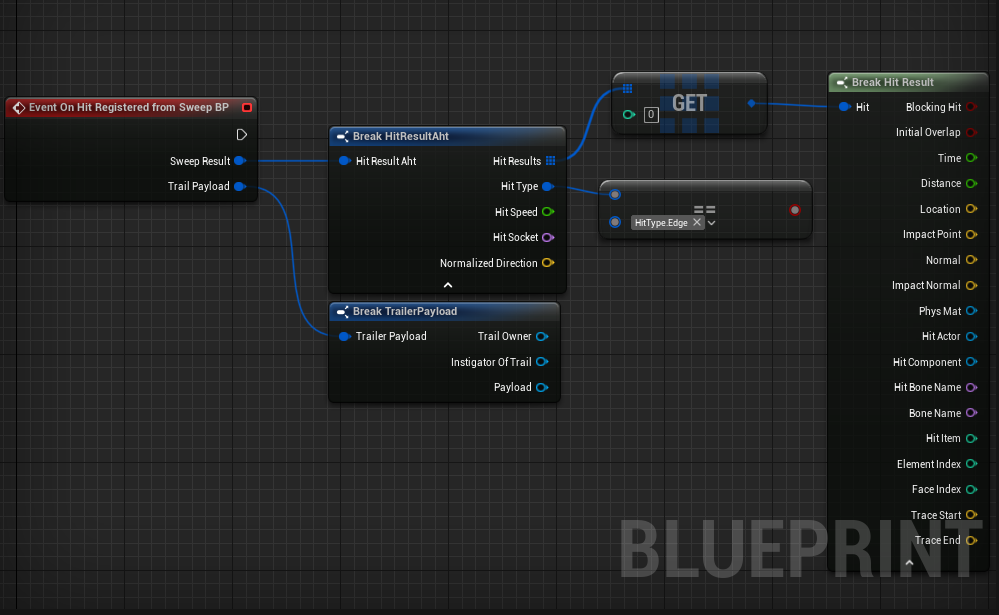 Event On Hit Registered from Sweep BP
Sweep Result
Trail Payload
Break HitResultAht
Hit Result Aht
Hit Results
Hit Type
Hit Speed
Hit Socket
Normalized Direction
Break TrailerPayload
Trailer Payload
Trail Owner
Instigator Of Trail
Payload
GET
0
==
HitType.Edge
Break Hit Result
Hit
Blocking Hit
Initial Overlap
Time
Distance
Location
Impact Point
Normal
Impact Normal
Phys Mat
Hit Actor
Hit Component
Hit Bone Name
Bone Name
Hit Item
Element Index
Face Index
Trace Start
Trace End
BLUEPRINT